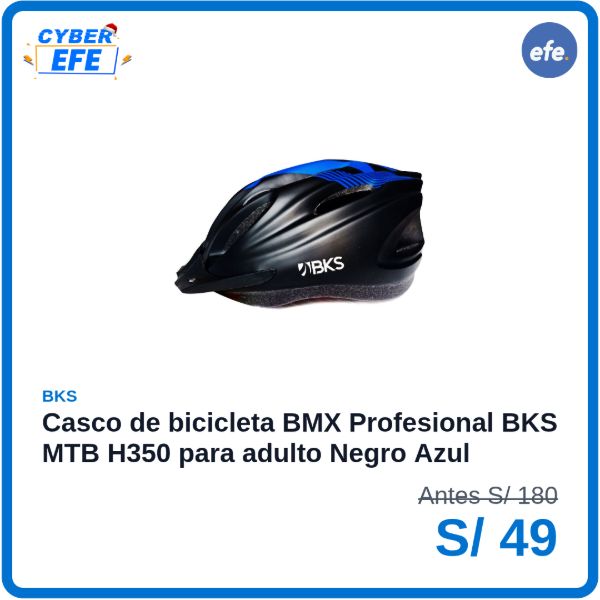 CYBER
EFE
efe.
BKS
BKS
Casco de bicicleta BMX Profesional BKS
MTB H350 para adulto Negro Azul
Antes S/ 180
S/ 49